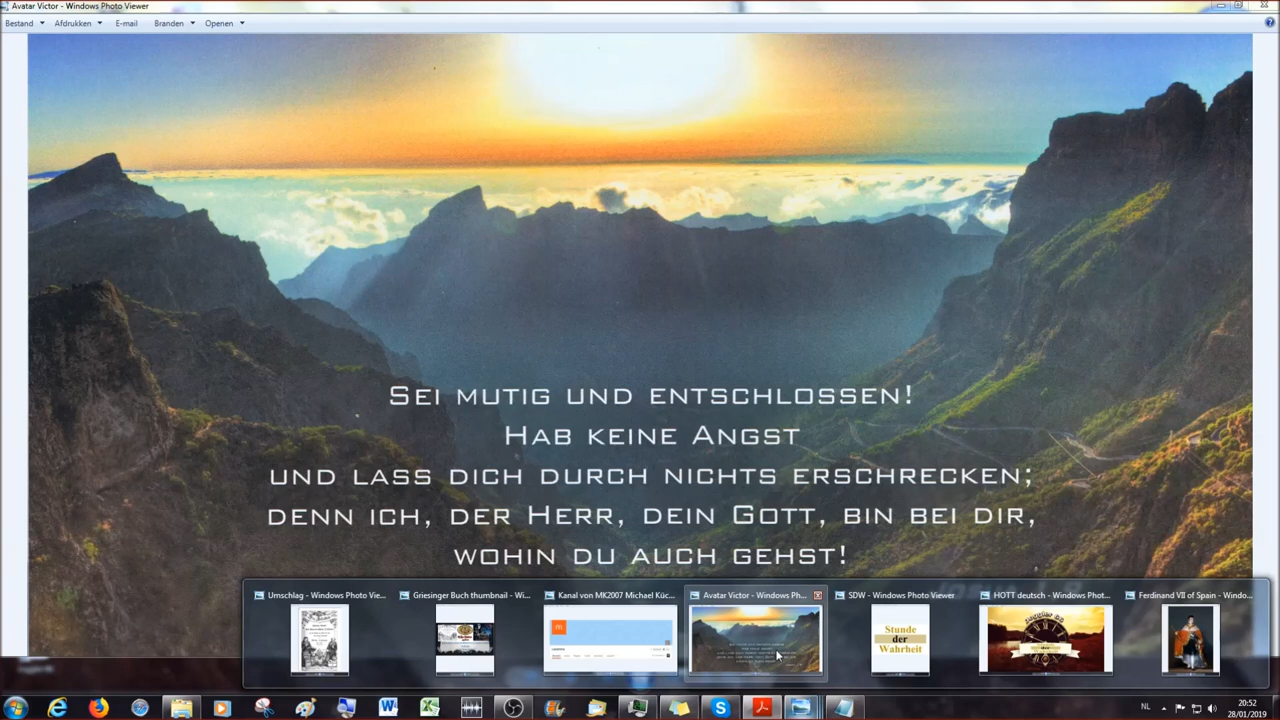 Avatar Victor - Windows Photo Viewer
Bestand Afdrukken E-mail Branden Openen
Sei mutig und entschlossen!
Hab keine Angst
und lass dich durch nichts erschrecken;
denn ich, der Herr, dein Gott, bin bei dir,
wohin du auch gehst!
Umschlag - Windows Photo Vie... Griesinger Buch thumbnail - Wi... Kanal von MK2007 Michael Küc... Avatar Victor - Windows Ph... SDW - Windows Photo Viewer HOTT deutsch - Windows Phot... Ferdinand VII of Spain - Windo...
Stunde
der
Wahrheit
NL 20:52
28/01/2019